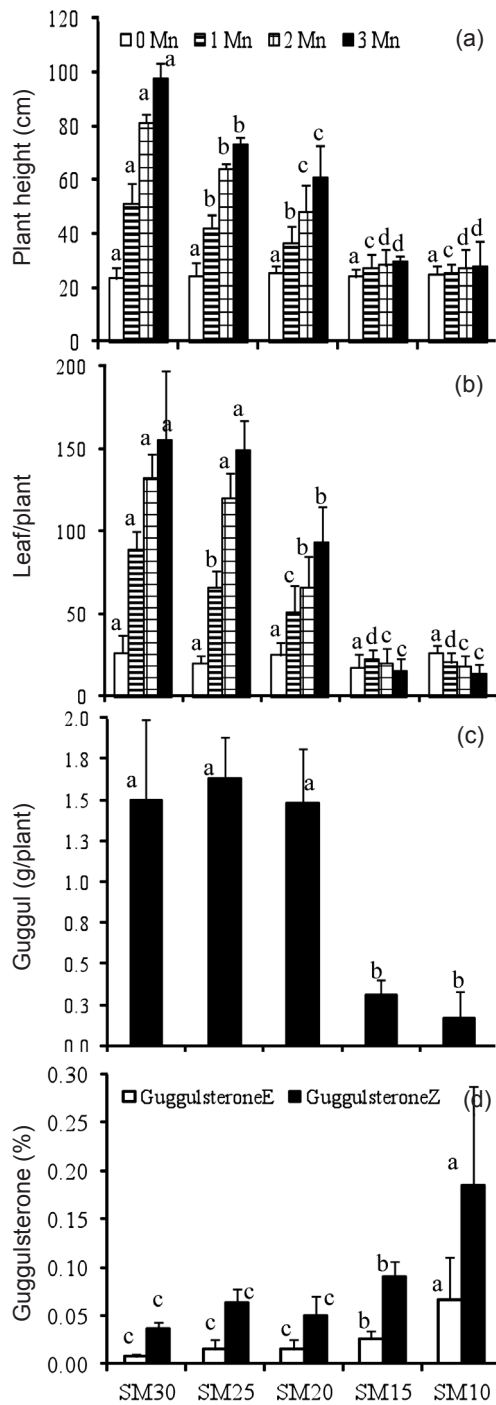 120
100
80
60
40
20
0
Plant height (cm)
0 Mn 1 Mn 2 Mn 3 Mn
(a)
a a a a
a b b b
a b c c
a c d d
a c d d
200
150
100
50
0
Leaf/plant
(b)
a a a a
a b a a
a c b b
a d c c
a d c c
2.0
1.8
1.5
1.3
1.0
0.8
0.5
0.3
0.0
Guggul (g/plant)
(c)
a a a b b
0.30
0.25
0.20
0.15
0.10
0.05
0.00
Guggulsterone (%)
GuggulsteroneE GuggulsteroneZ (d)
c c
c c
c c
b b
a a
SM30 SM25 SM20 SM15 SM10